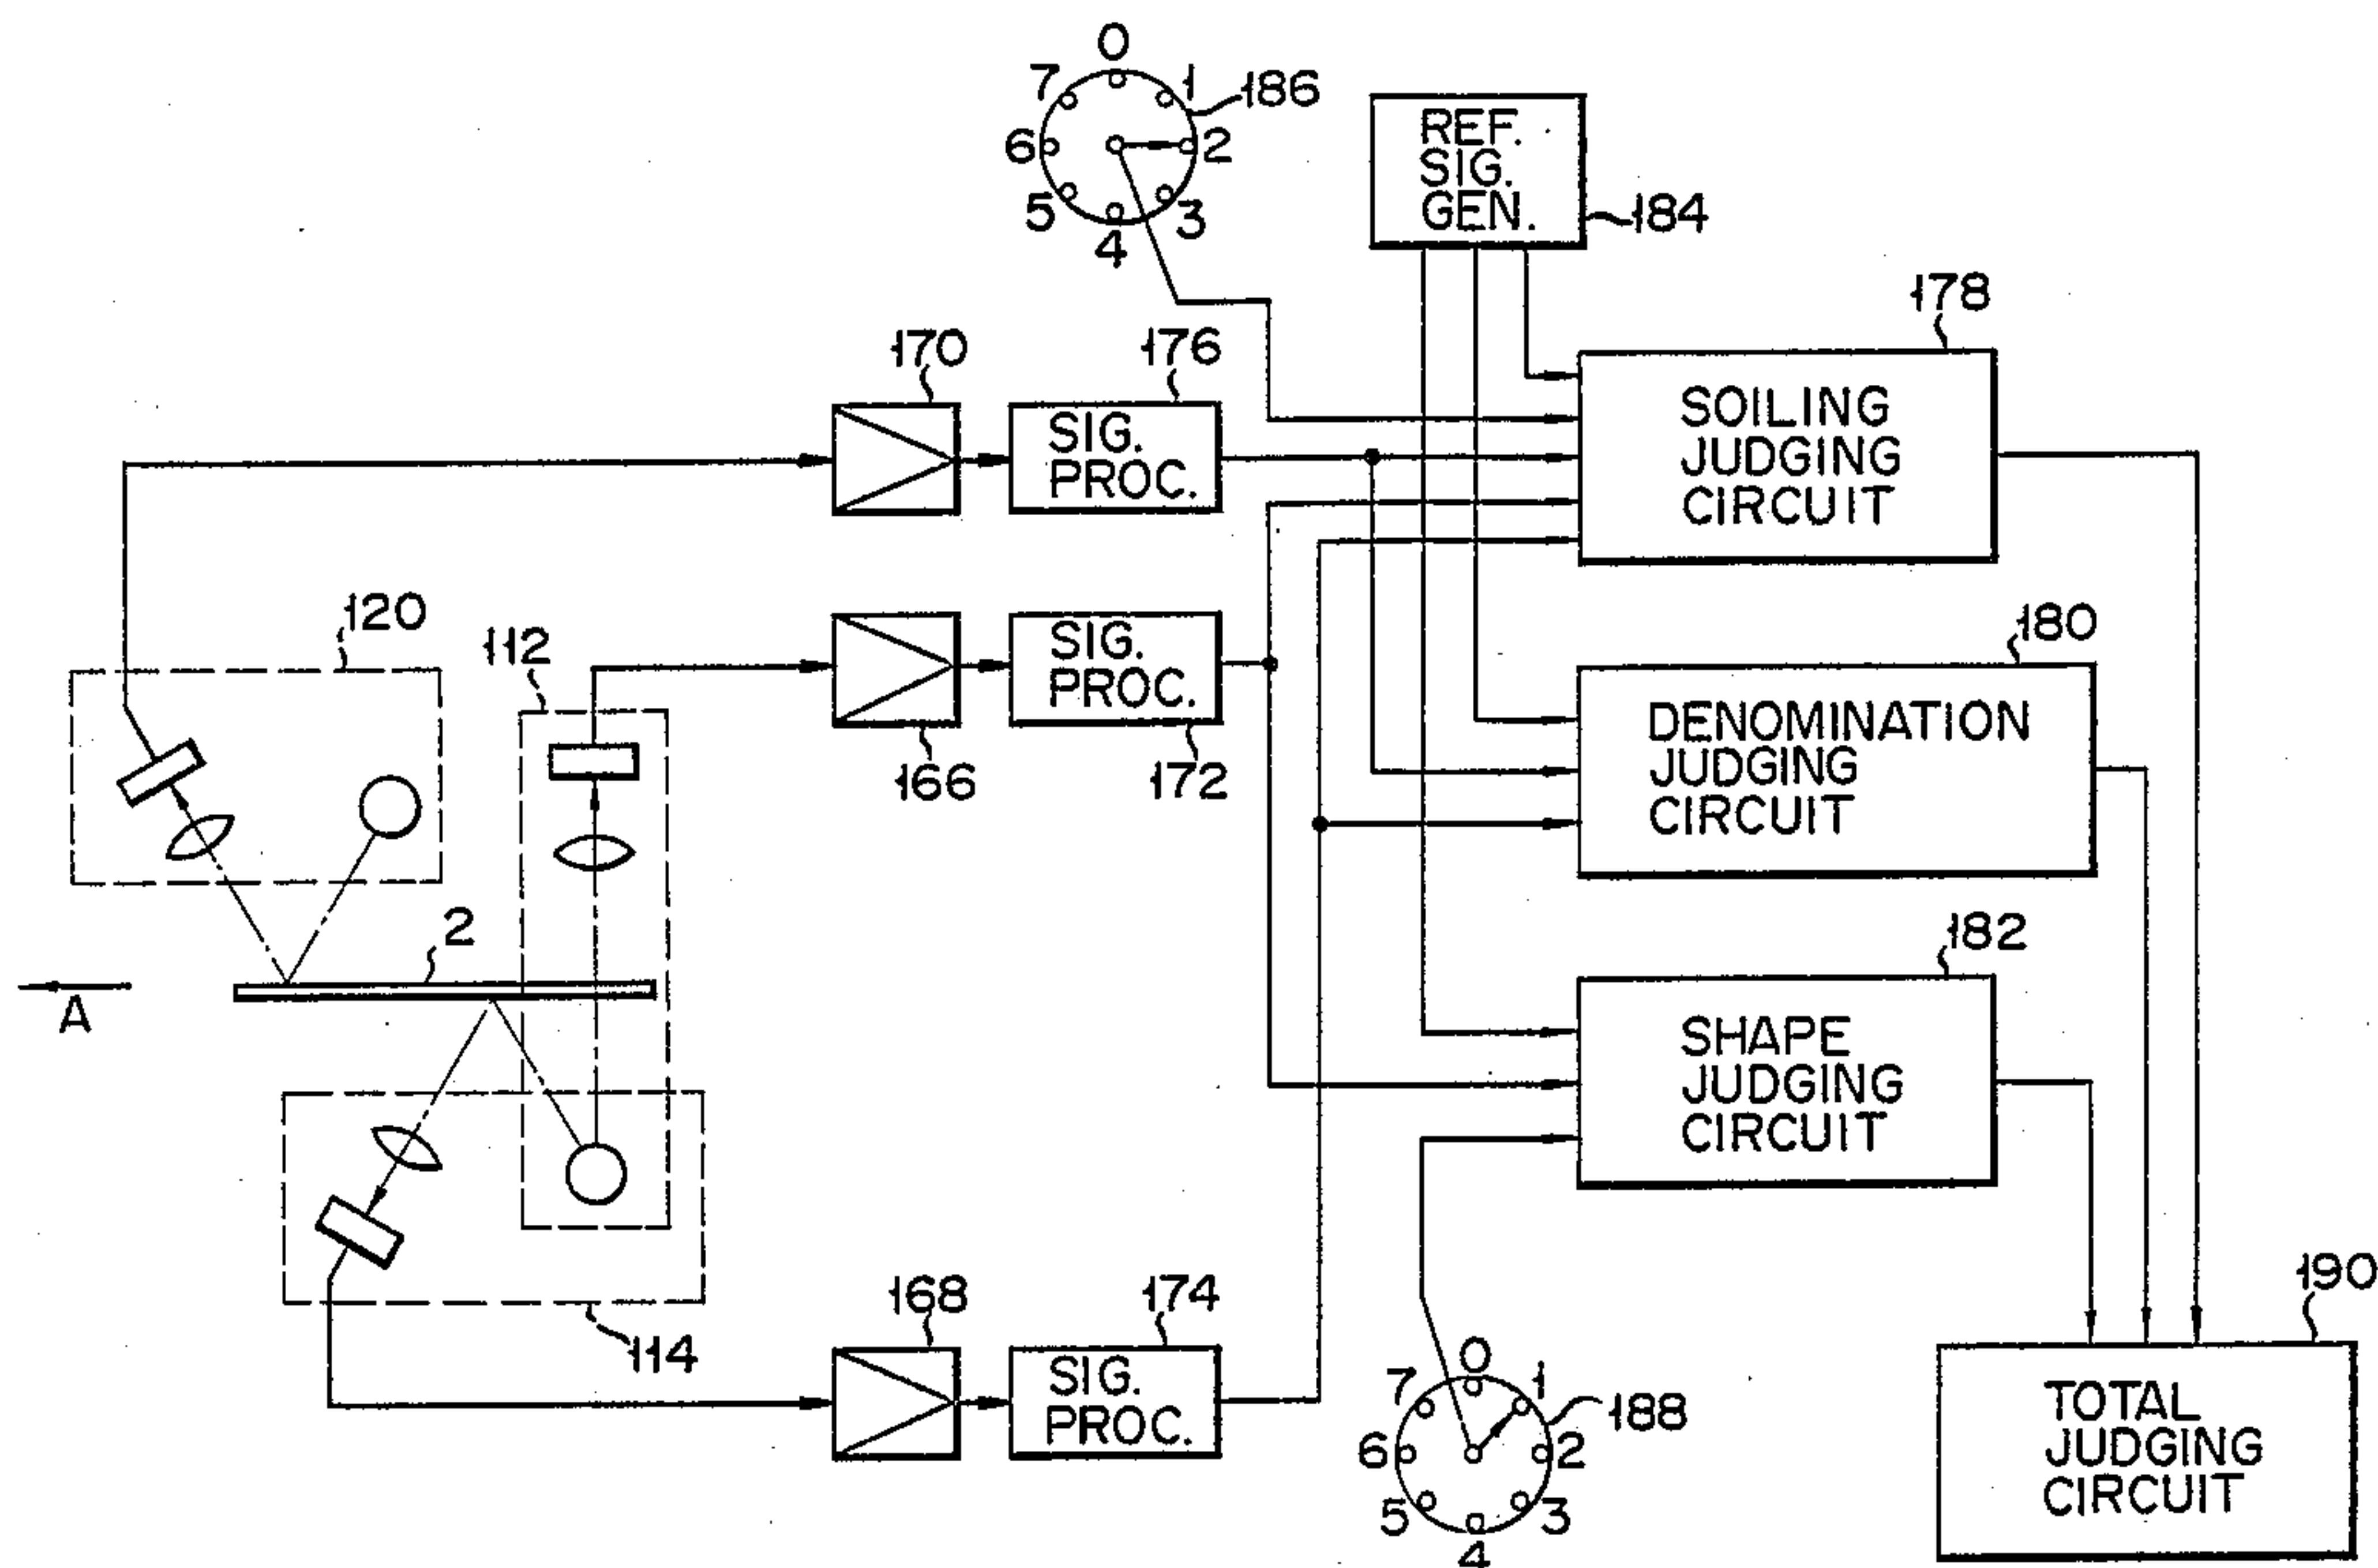 0
7
1
186
6
2
5
3
4
REF.
SIG.
GEN.
184
178
170
176
SIG.
PROC.
SOILING
JUDGING
CIRCUIT
120
112
180
SIG.
PROC.
166
172
DENOMINATION
JUDGING
CIRCUIT
2
182
A
SHAPE
JUDGING
CIRCUIT
114
168
174
190
SIG.
PROC.
0
7
1
188
6
2
5
3
4
TOTAL
JUDGING
CIRCUIT